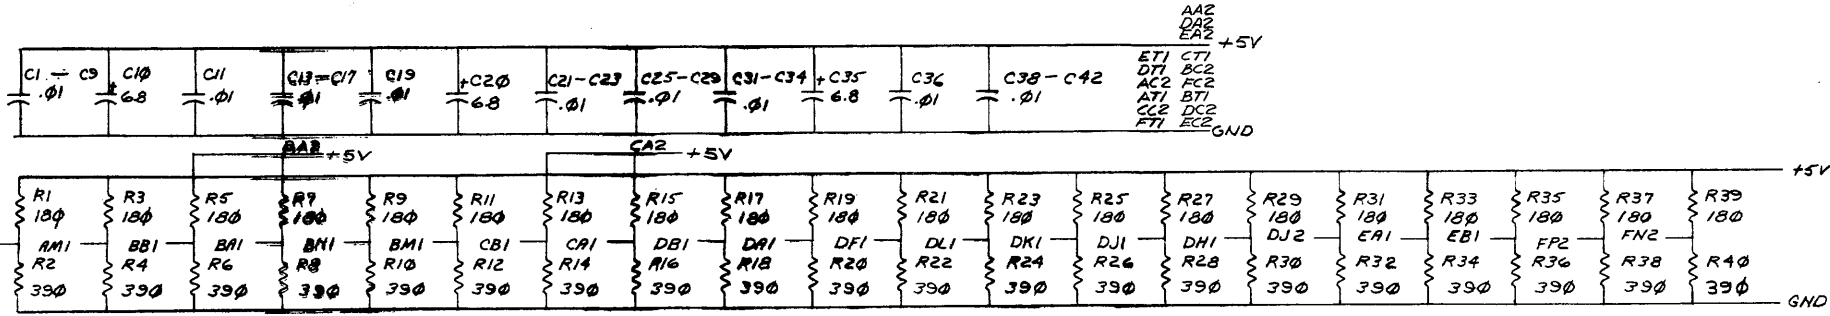 AA2
DA2
EA2
+5V
C1 - C9 C1Ø C11 C13-C17 C19 +C2Ø C21-C23 C25-C29 C31-C34 +C35 C36 C38-C42
.Ø1 + 6.8 .Ø1 .Ø1 .Ø1 6.8 .Ø1 .Ø1 .Ø1 6.8 .Ø1 .Ø1
ET1 CT1
DT1 BC2
AC2 FC2
AT1 BT1
CC2 DC2
FT1 EC2
GND
BA2 +5V CA2 +5V
+5V
R1 R3 R5 R7 R9 R11 R13 R15 R17 R19 R21 R23 R25 R27 R29 R31 R33 R35 R37 R39
18Ø 18Ø 18Ø 18Ø 18Ø 18Ø 18Ø 18Ø 18Ø 18Ø 18Ø 18Ø 18Ø 18Ø 18Ø 18Ø 18Ø 18Ø 18Ø 18Ø
AM1 BB1 BA1 BN1 BM1 CB1 CA1 DB1 DA1 DF1 DL1 DK1 DJ1 DH1 DJ2 EA1 EB1 FP2 FN2
R2 R4 R6 R8 R1Ø R12 R14 R16 R18 R2Ø R22 R24 R26 R28 R3Ø R32 R34 R36 R38 R4Ø
39Ø 39Ø 39Ø 39Ø 39Ø 39Ø 39Ø 39Ø 39Ø 39Ø 39Ø 39Ø 39Ø 39Ø 39Ø 39Ø 39Ø 39Ø 39Ø 39Ø
GND